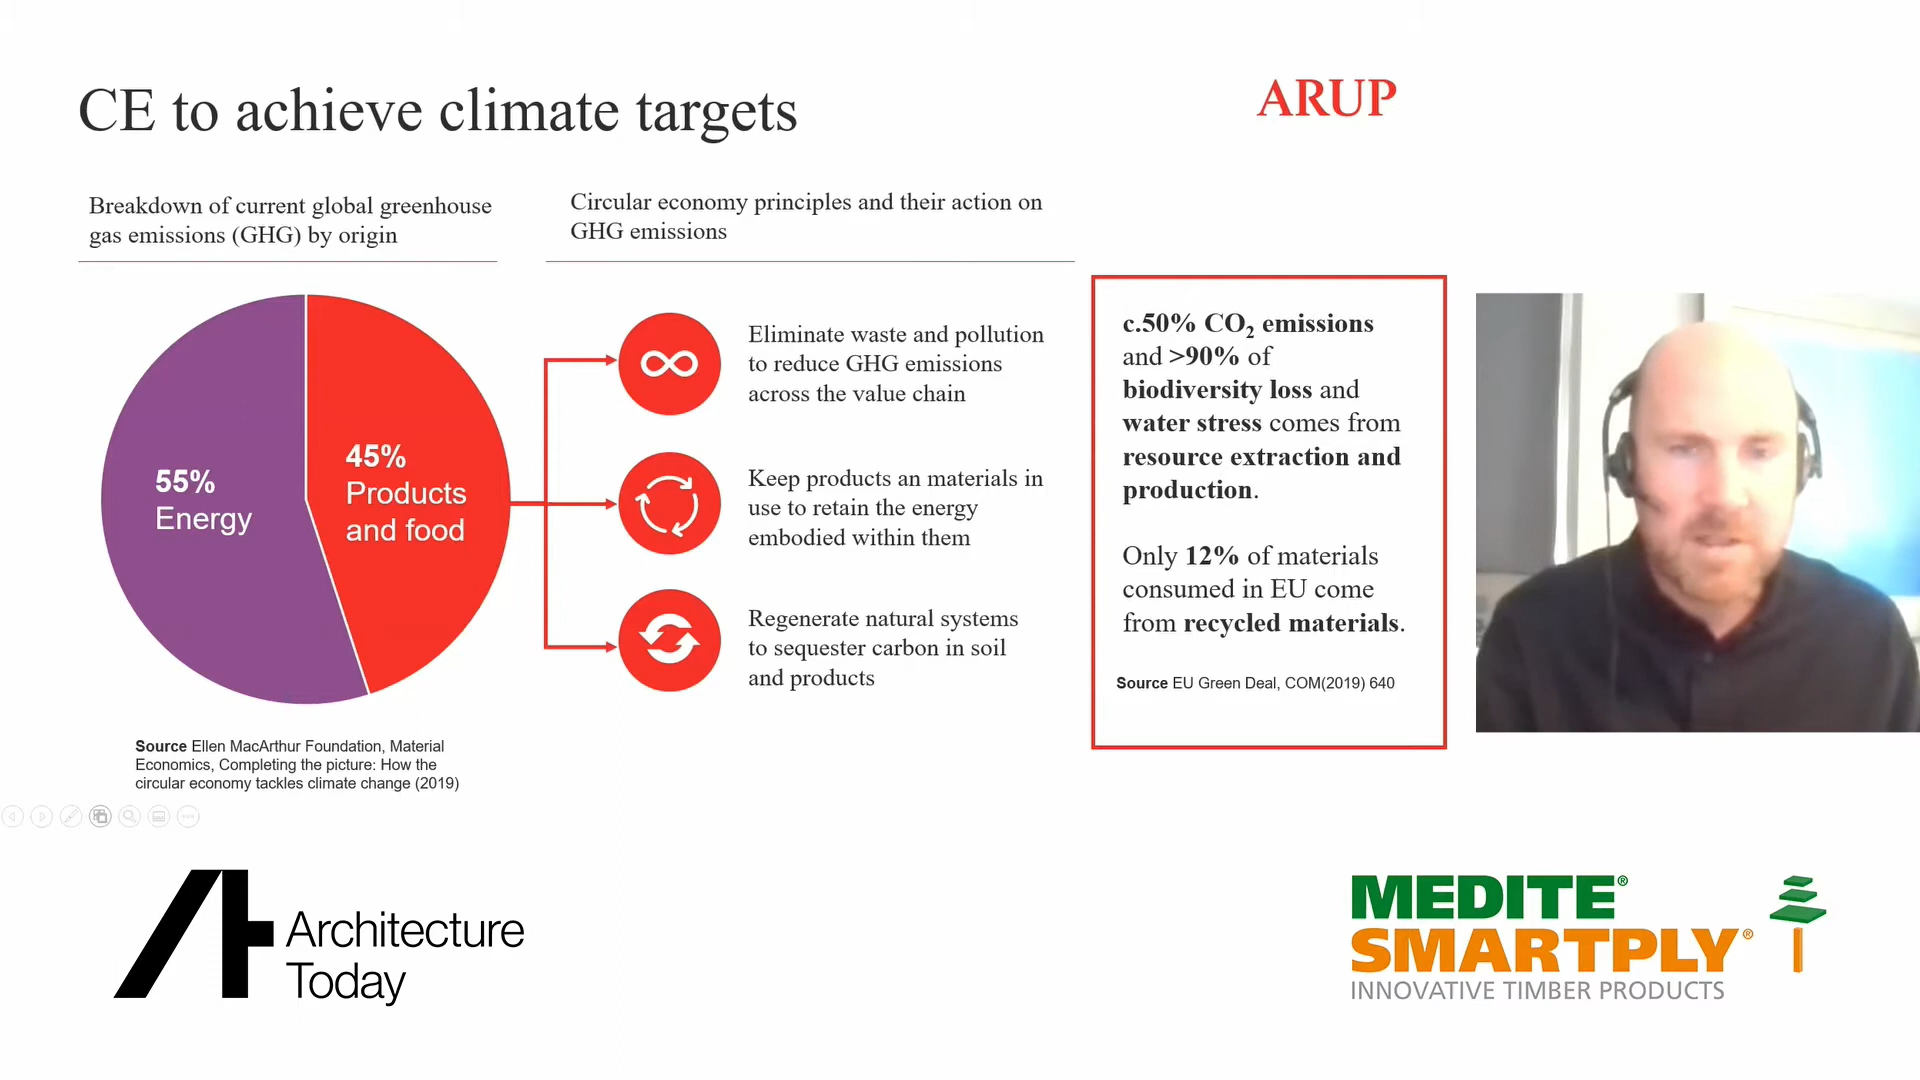 CE to achieve climate targets
ARUP
Breakdown of current global greenhouse
gas emissions (GHG) by origin
Circular economy principles and their action on
GHG emissions
55%
Energy
45%
Products
and food
Eliminate waste and pollution
to reduce GHG emissions
across the value chain
Keep products an materials in
use to retain the energy
embodied within them
Regenerate natural systems
to sequester carbon in soil
and products
c.50% CO₂ emissions
and >90% of
biodiversity loss and
water stress comes from
resource extraction and
production.
Only 12% of materials
consumed in EU come
from recycled materials.
Source EU Green Deal, COM(2019) 640
Source Ellen MacArthur Foundation, Material
Economics, Completing the picture: How the
circular economy tackles climate change (2019)
Architecture
Today
MEDITE®
SMARTPLY®
INNOVATIVE TIMBER PRODUCTS